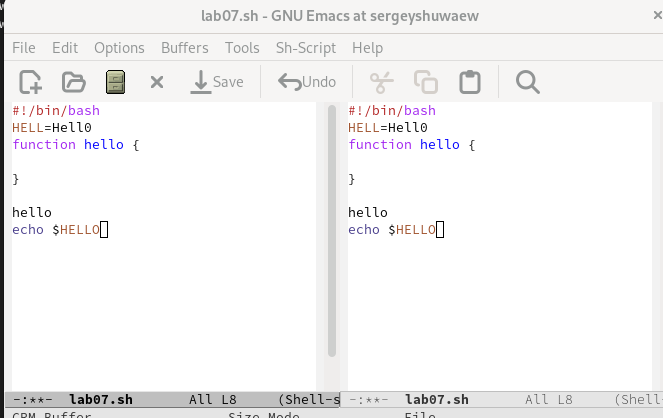 lab07.sh - GNU Emacs at sergeyshuwaew
File Edit Options Buffers Tools Sh-Script Help
Save Undo
#!/bin/bash
HELL=Hell0
function hello {
}
hello
echo $HELLO
#!/bin/bash
HELL=Hell0
function hello {
}
hello
echo $HELLO
-:**- lab07.sh All L8 (Shell-s
-:**- lab07.sh All L8 (Shell-
CRM Buffer Size Mode File